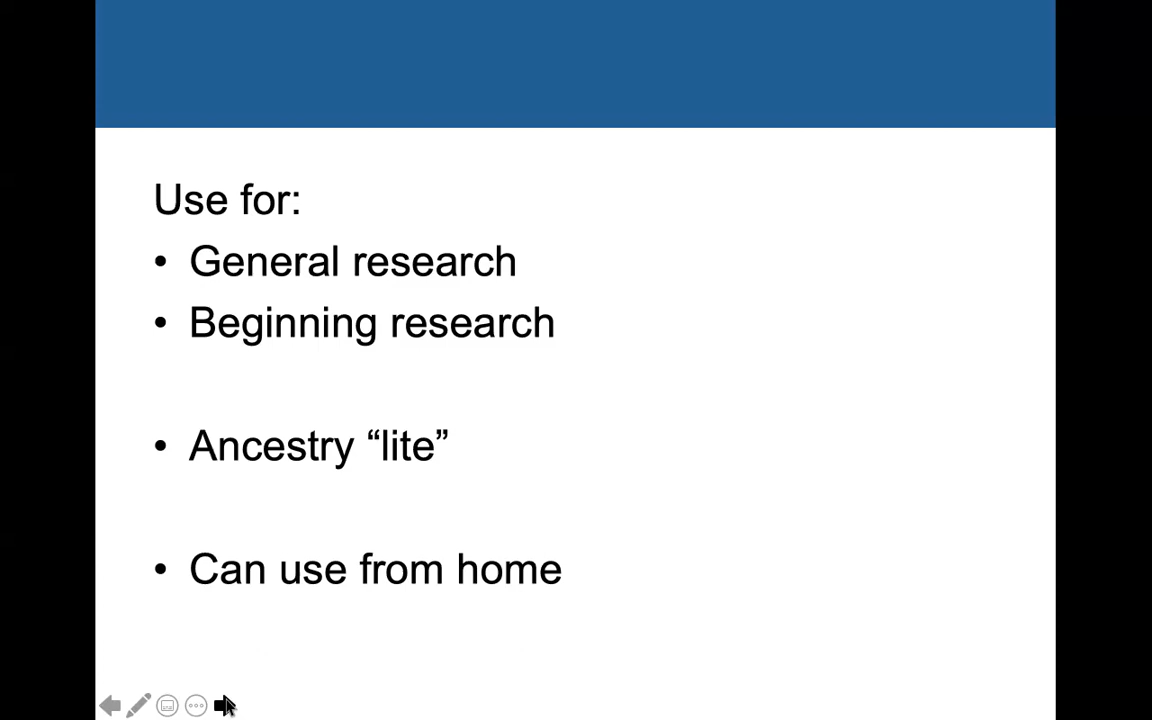 Use for:
• General research
• Beginning research
• Ancestry “lite”
• Can use from home